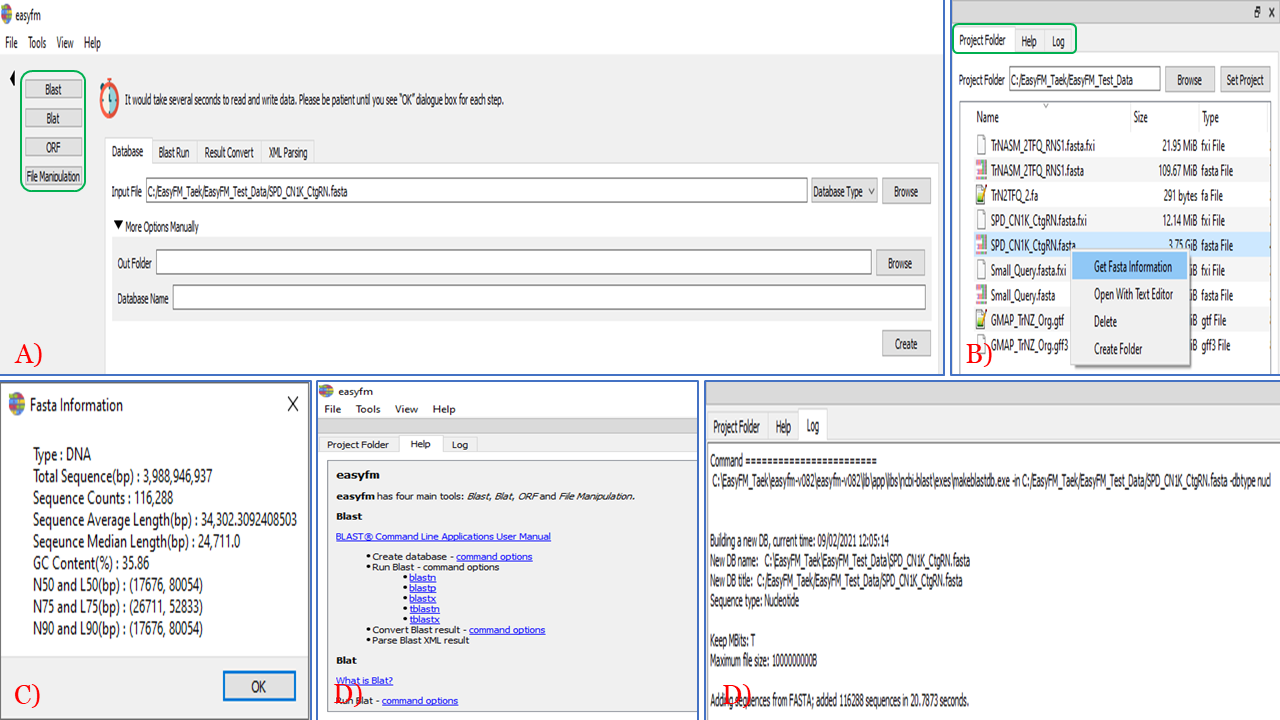 easyfm
File Tools View Help
Blast
Blat
ORF
File Manipulation
It would take several seconds to read and write data. Please be patient until you see "OK" dialogue box for each step.
Database Blast Run Result Convert XML Parsing
Input File C:/EasyFM_Taek/EasyFM_Test_Data/SPD_CN1K_CtgRN.fasta Database Type Browse
More Options Manually
Out Folder Browse
Database Name
Create
A)
Project Folder Help Log
Project Folder C:/EasyFM_Taek/EasyFM_Test_Data Browse Set Project
Name Size Type
TrNASM_2TFQ_RNS1.fasta.fxi 21.95 MiB fxi File
TrNASM_2TFQ_RNS1.fasta 109.67 MiB fasta File
TrN2TFQ_2.fa 291 bytes fa File
SPD_CN1K_CtgRN.fasta.fxi 12.14 MiB fxi File
SPD_CN1K_CtgRN.fasta 3.75 GiB fasta File
Small_Query.fasta.fxi iB fxi File
Small_Query.fasta iB fasta File
GMAP_TrNZ_Org.gtf iB gtf File
GMAP_TrNZ_Org.gff3 iB gff3 File
Get Fasta Information
Open With Text Editor
Delete
Create Folder
B)
Fasta Information
Type : DNA
Total Sequence(bp) : 3,988,946,937
Sequence Counts : 116,288
Sequence Average Length(bp) : 34,302.3092408503
Seqeunce Median Length(bp) : 24,711.0
GC Content(%) : 35.86
N50 and L50(bp) : (17676, 80054)
N75 and L75(bp) : (26711, 52833)
N90 and L90(bp) : (17676, 80054)
OK
C)
easyfm
File Tools View Help
Project Folder Help Log
easyfm
easyfm has four main tools: Blast, Blat, ORF and File Manipulation.
Blast
BLAST® Command Line Applications User Manual
• Create database - command options
• Run Blast - command options
• blastn
• blastp
• blastx
• tblastn
• tblastx
• Convert Blast result - command options
• Parse Blast XML result
Blat
What is Blat?
Run Blat - command options
D)
Project Folder Help Log
Command ========================
C:\EasyFM_Taek\easyfm-v082\easyfm-v082\lib\app\libs\ncbi-blast\exes\makeblastdb.exe -in C:/EasyFM_Taek/EasyFM_Test_Data/SPD_CN1K_CtgRN.fasta -dbtype nucl
Building a new DB, current time: 09/02/2021 12:05:14
New DB name: C:\EasyFM_Taek\EasyFM_Test_Data\SPD_CN1K_CtgRN.fasta
New DB title: C:/EasyFM_Taek/EasyFM_Test_Data/SPD_CN1K_CtgRN.fasta
Sequence type: Nucleotide
Keep MBits: T
Maximum file size: 1000000000B
Adding sequences from FASTA; added 116288 sequences in 20.7873 seconds.
D)